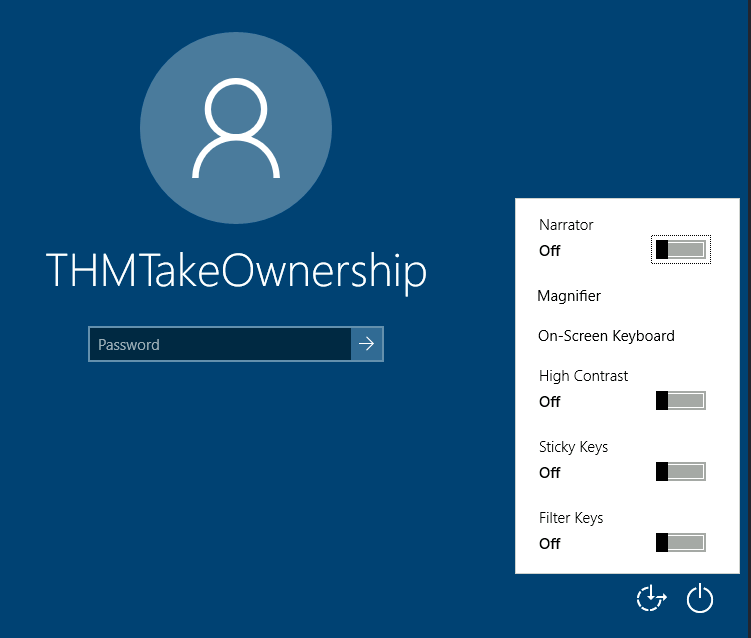 THMTakeOwnership
Password
Narrator
Off
Magnifier
On-Screen Keyboard
High Contrast
Off
Sticky Keys
Off
Filter Keys
Off